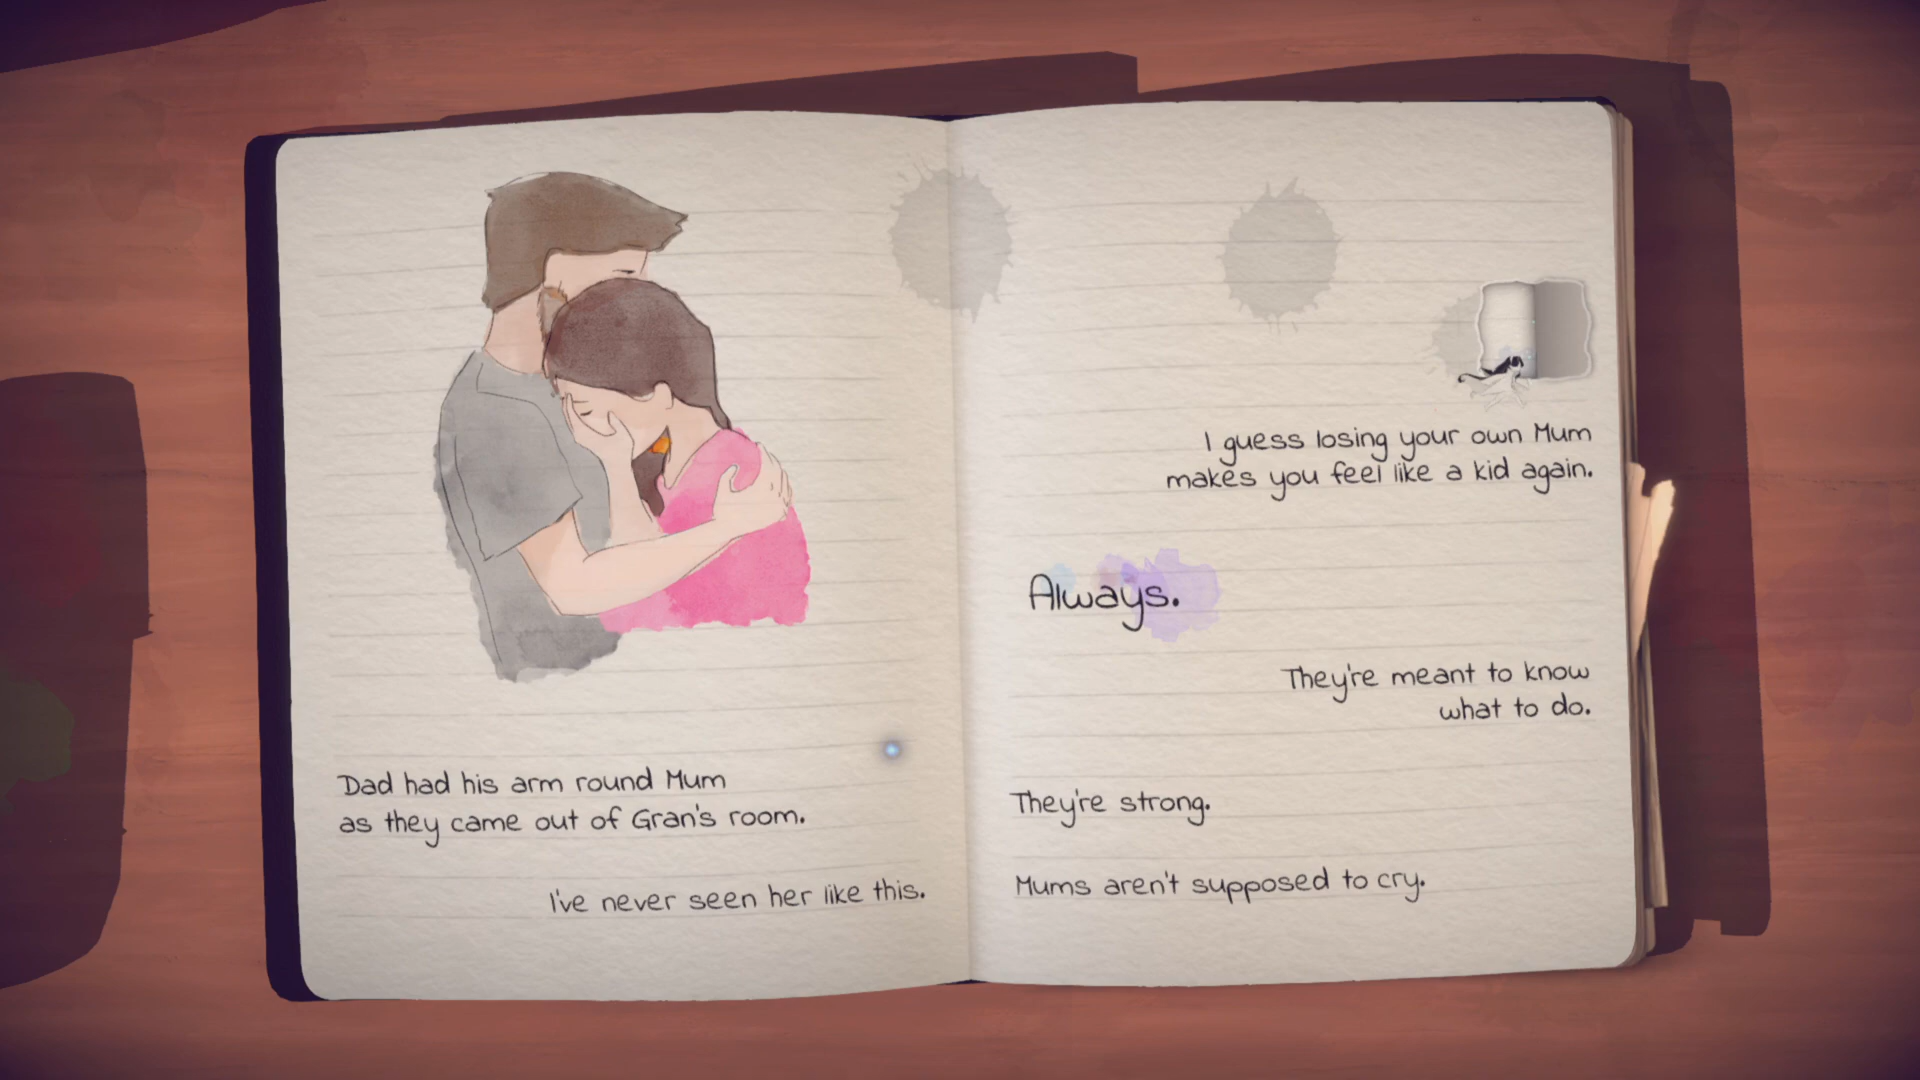 Dad had his arm round Mum
as they came out of Gran's room.
I've never seen her like this.
I guess losing your own Mum
makes you feel like a kid again.
Always.
They're meant to know
what to do.
They're strong.
Mums aren't supposed to cry.